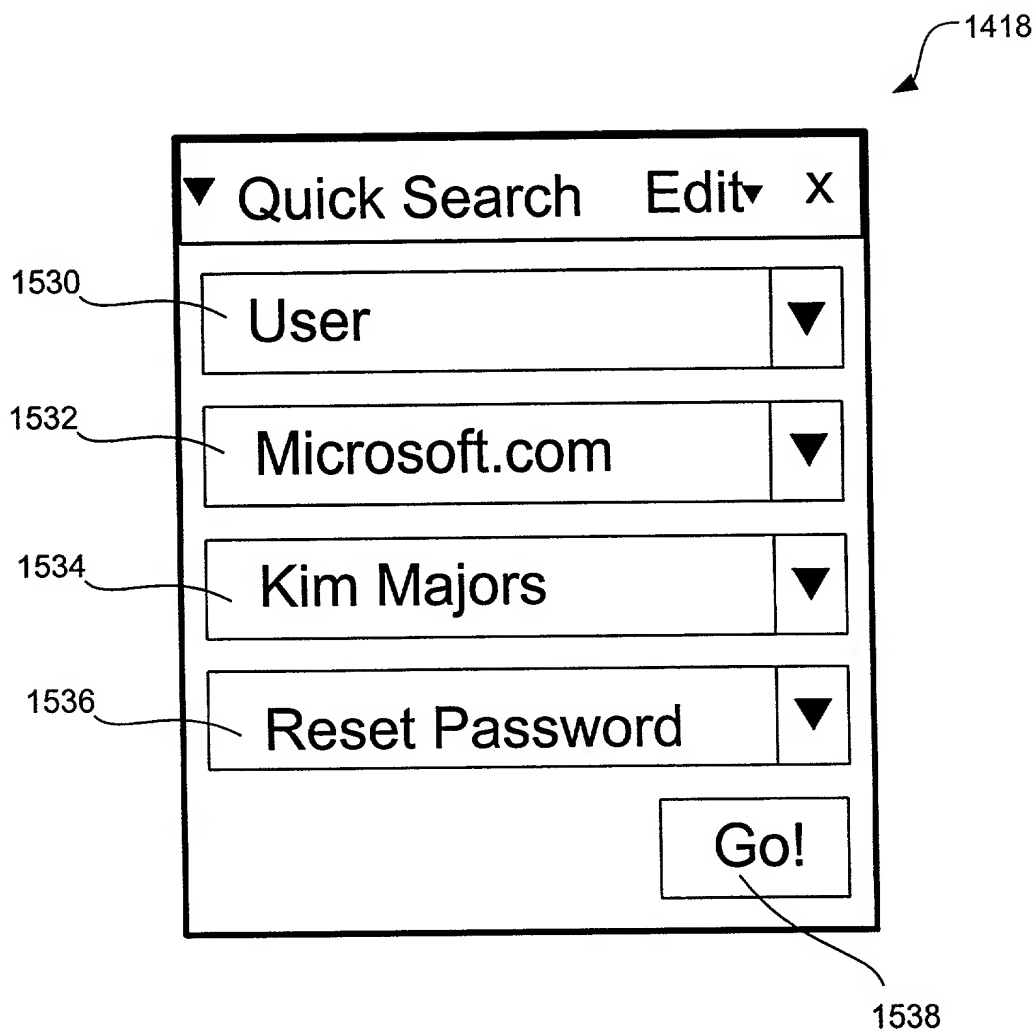 1418
Quick Search Edit X
1530
User
1532
Microsoft.com
1534
Kim Majors
1536
Reset Password
Go!
1538